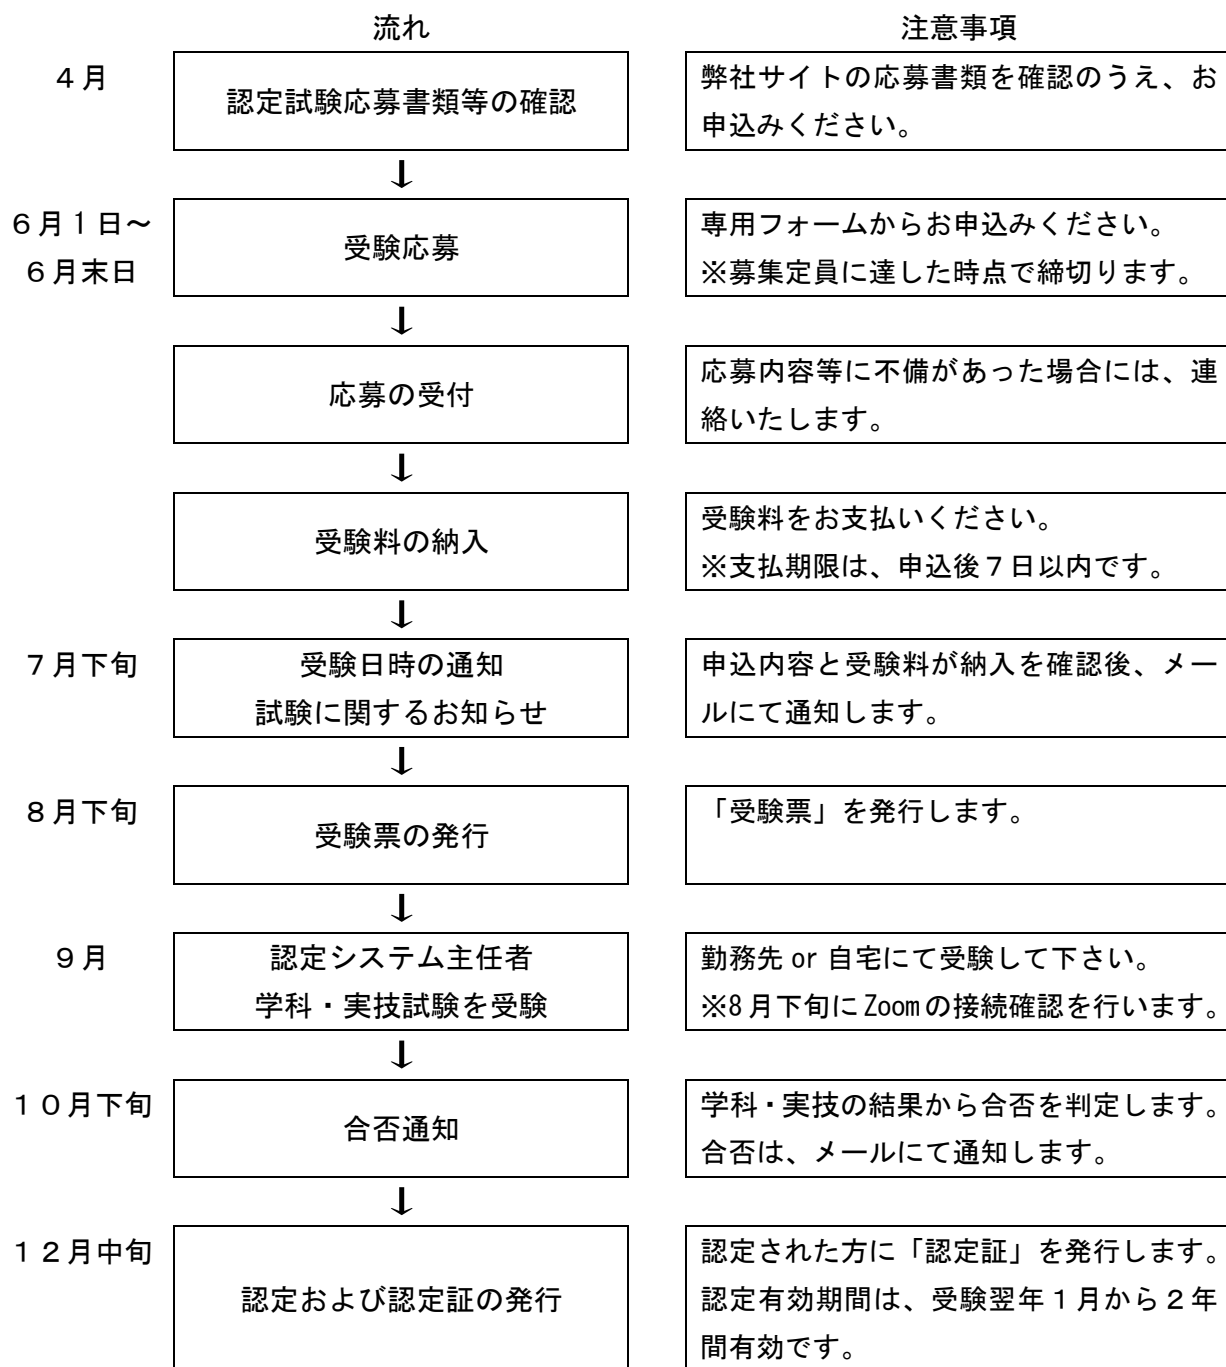 流れ 注意事項
4月 認定試験応募書類等の確認 弊社サイトの応募書類を確認のうえ、お
申込みください。
↓
6月1日～
6月末日
受験応募
専用フォームからお申込みください。
※募集定員に達した時点で締切ります。
↓
応募の受付
応募内容等に不備があった場合には、連
絡いたします。
↓
受験料の納入
受験料をお支払いください。
※支払期限は、申込後7日以内です。
↓
7月下旬
受験日時の通知
試験に関するお知らせ
申込内容と受験料が納入を確認後、メー
ルにて通知します。
↓
8月下旬
受験票の発行
「受験票」を発行します。
↓
9月
認定システム主任者
学科・実技試験を受験
勤務先 or 自宅にて受験して下さい。
※8月下旬にZoomの接続確認を行います。
↓
10月下旬
合否通知
学科・実技の結果から合否を判定します。
合否は、メールにて通知します。
↓
12月中旬
認定および認定証の発行
認定された方に「認定証」を発行します。
認定有効期間は、受験翌年1月から2年
間有効です。